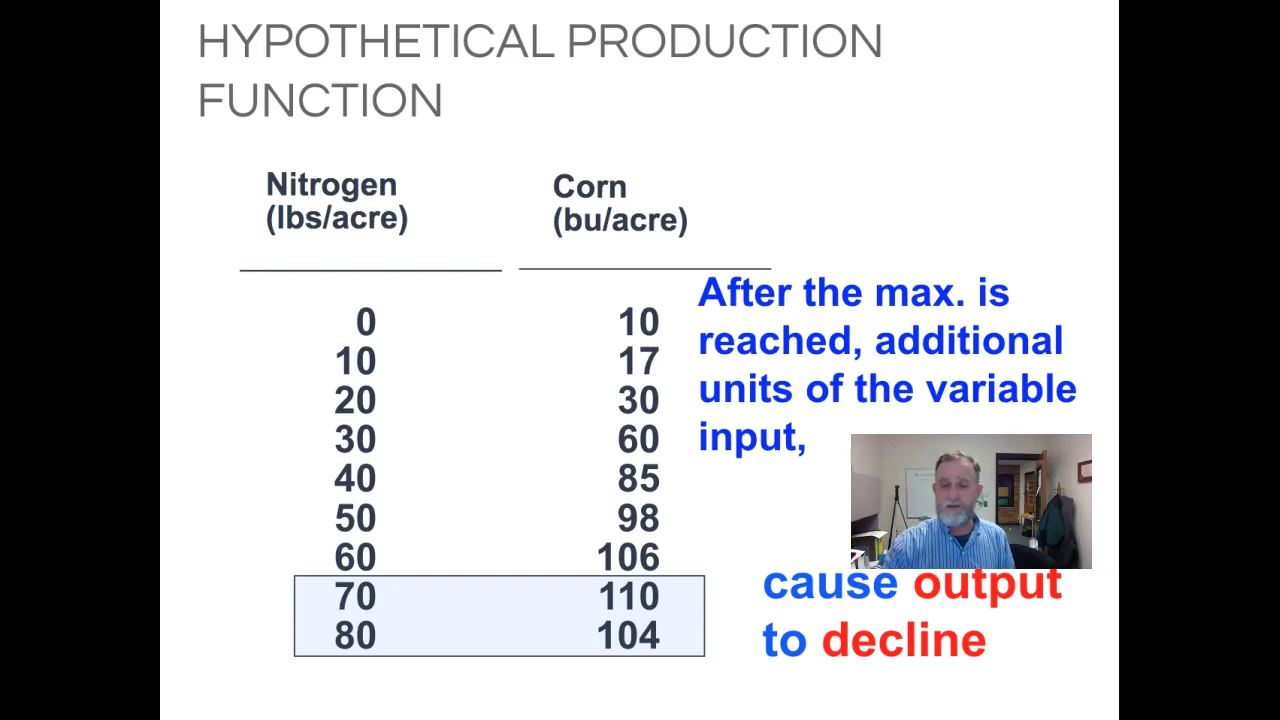 HYPOTHETICAL PRODUCTION
FUNCTION
Nitrogen
(lbs/acre)
Corn
(bu/acre)
0 10
10 17
20 30
30 60
40 85
50 98
60 106
70 110
80 104
After the max. is
reached, additional
units of the variable
input,
cause output
to decline